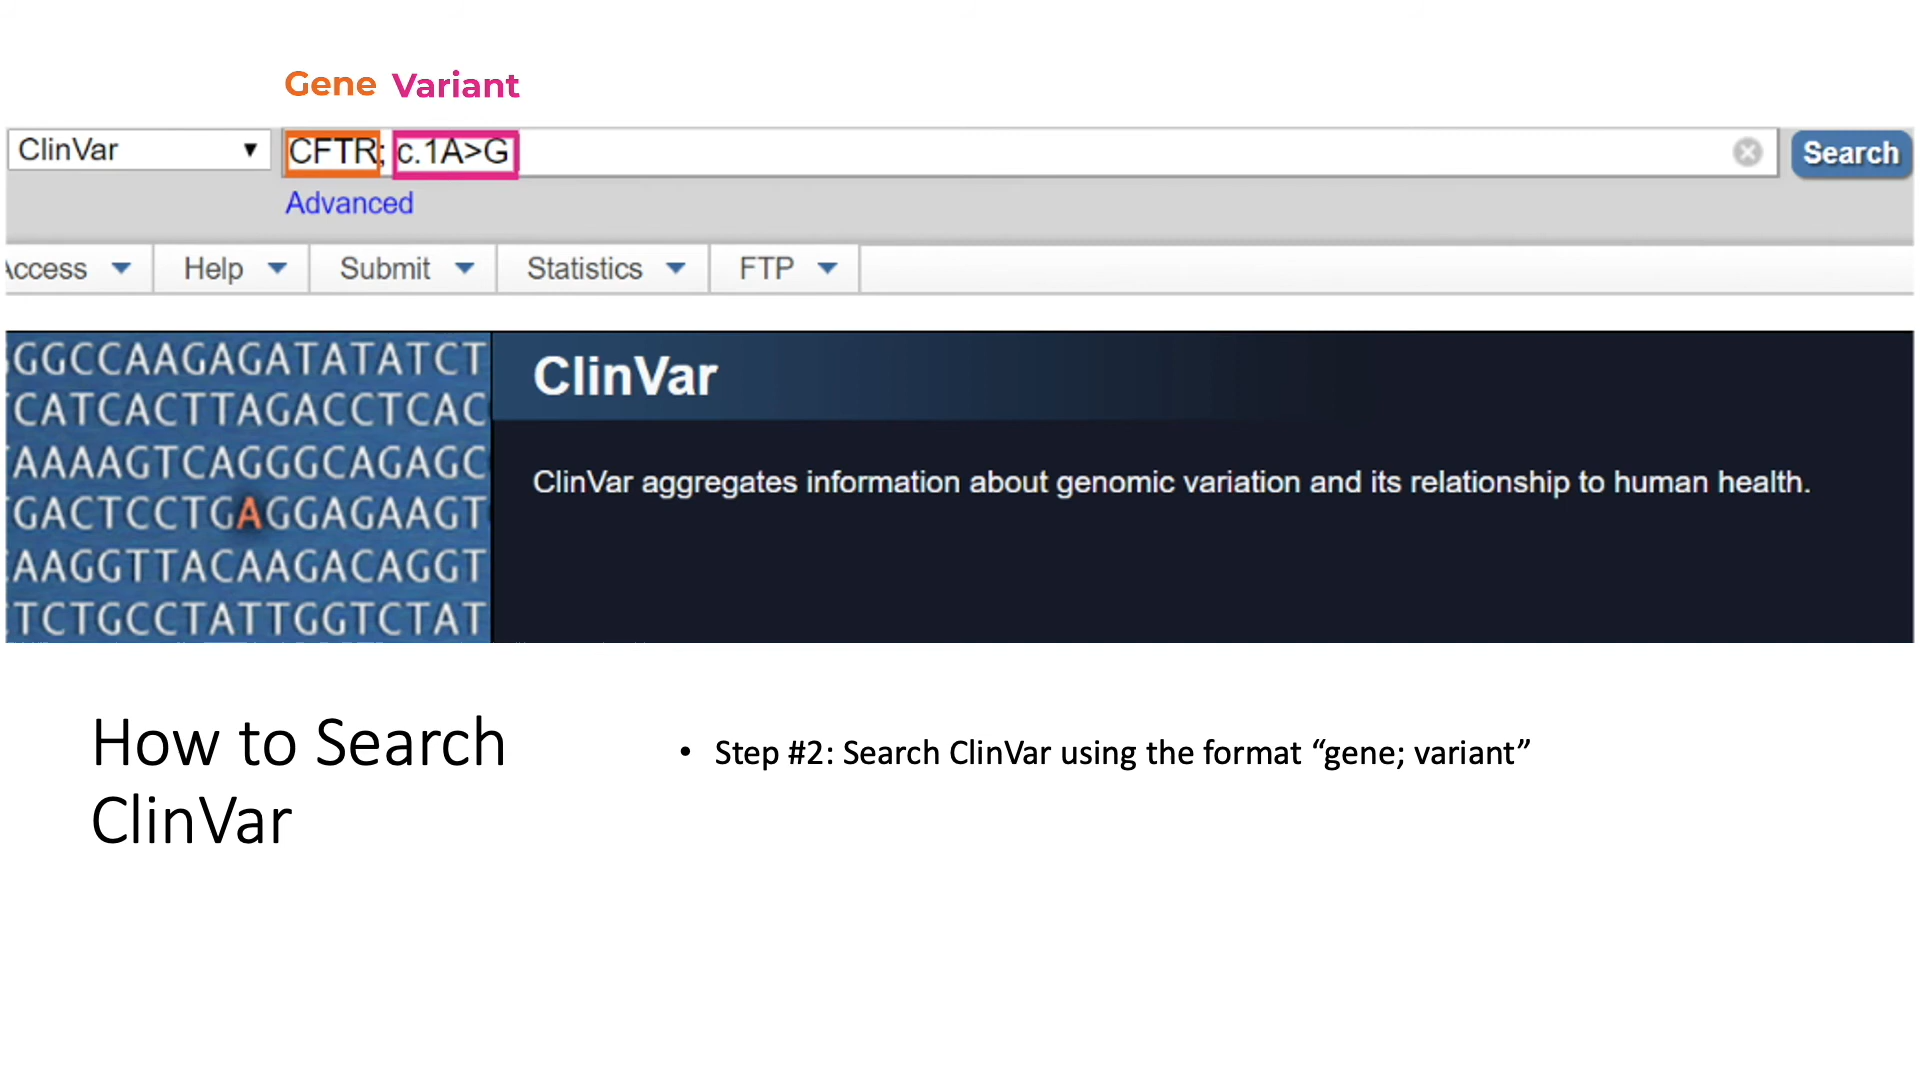 Gene Variant
ClinVar CFTR; c.1A>G Search
Advanced
Access Help Submit Statistics FTP
GGCCAAGAGATATATCT
CATCACTTAGACCTCAC
AAAAGTCAGGGCAGAGC
GACTCCTGAGGAGAAGT
AAGGTTACAAGACAGGT
TCTGCCTATTGGTCTAT
ClinVar
ClinVar aggregates information about genomic variation and its relationship to human health.
How to Search
ClinVar
• Step #2: Search ClinVar using the format “gene; variant”